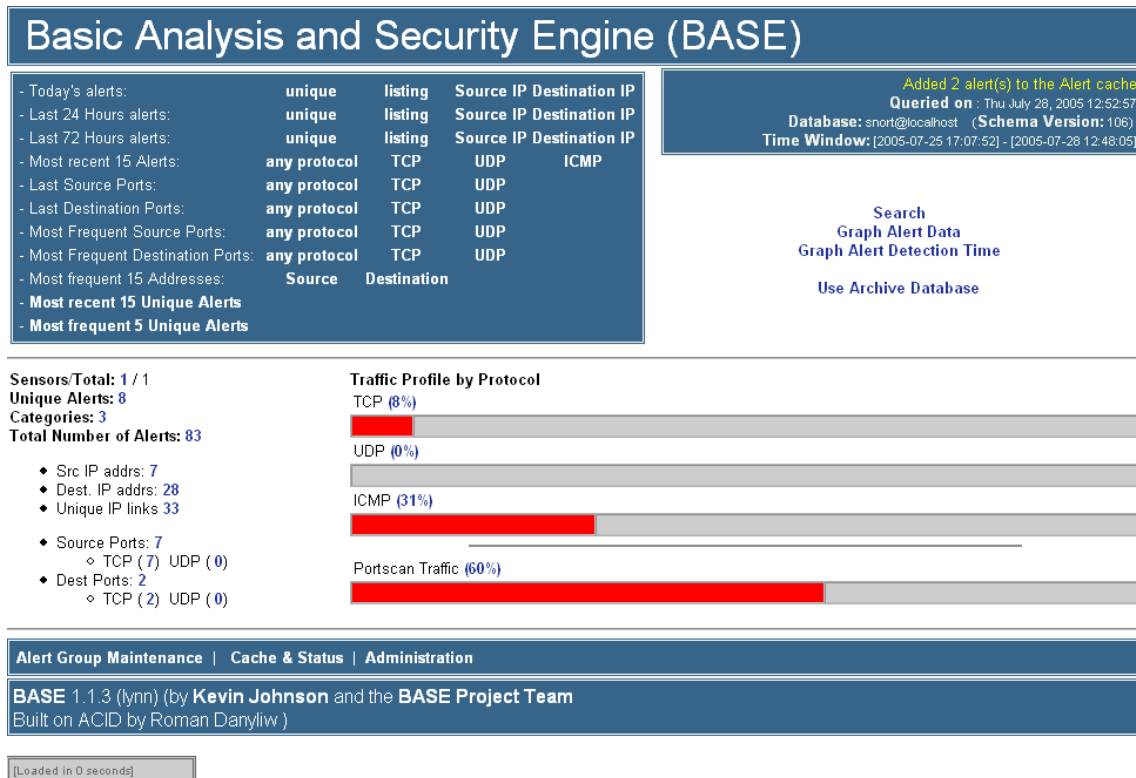 Basic Analysis and Security Engine (BASE)
- Today's alerts: unique listing Source IP Destination IP
- Last 24 Hours alerts: unique listing Source IP Destination IP
- Last 72 Hours alerts: unique listing Source IP Destination IP
- Most recent 15 Alerts: any protocol TCP UDP ICMP
- Last Source Ports: any protocol TCP UDP
- Last Destination Ports: any protocol TCP UDP
- Most Frequent Source Ports: any protocol TCP UDP
- Most Frequent Destination Ports: any protocol TCP UDP
- Most frequent 15 Addresses: Source Destination
- Most recent 15 Unique Alerts
- Most frequent 5 Unique Alerts
Added 2 alert(s) to the Alert cache
Queried on : Thu July 28, 2005 12:52:57
Database: snort@localhost (Schema Version: 106)
Time Window: [2005-07-25 17:07:52] - [2005-07-28 12:48:05]
Search
Graph Alert Data
Graph Alert Detection Time
Use Archive Database
Sensors/Total: 1 / 1
Unique Alerts: 8
Categories: 3
Total Number of Alerts: 83
Src IP addrs: 7
Dest. IP addrs: 28
Unique IP links 33
Source Ports: 7
TCP ( 7) UDP ( 0)
Dest Ports: 2
TCP ( 2) UDP ( 0)
Traffic Profile by Protocol
TCP (8%)
UDP (0%)
ICMP (31%)
Portscan Traffic (60%)
Alert Group Maintenance | Cache & Status | Administration
BASE 1.1.3 (lynn) (by Kevin Johnson and the BASE Project Team
Built on ACID by Roman Danyliw )
[Loaded in 0 seconds]